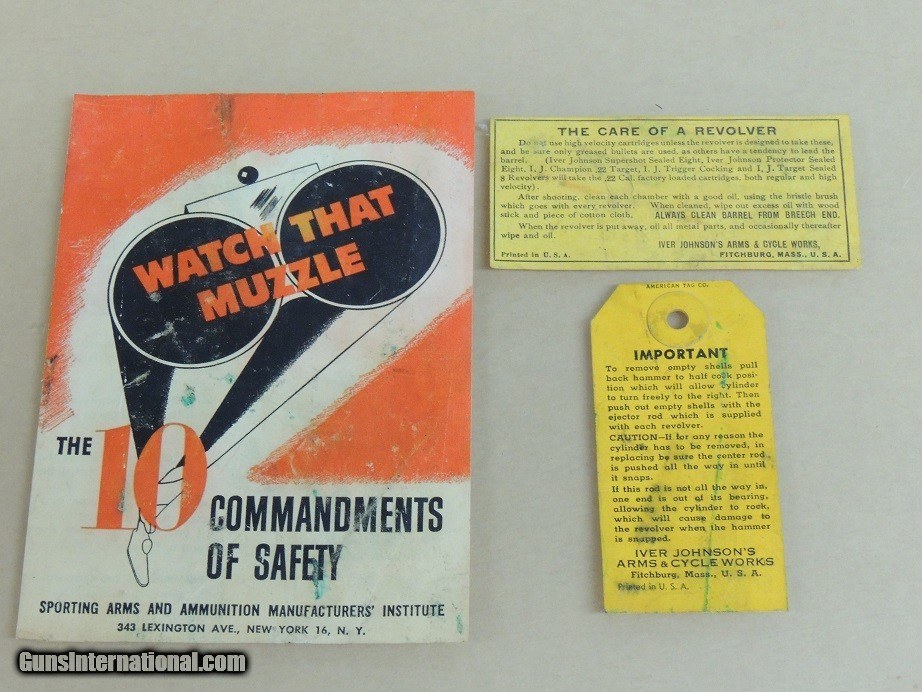 WATCH THAT
MUZZLE
THE 10
COMMANDMENTS
OF SAFETY
SPORTING ARMS AND AMMUNITION MANUFACTURERS' INSTITUTE
343 LEXINGTON AVE., NEW YORK 16, N. Y.
THE CARE OF A REVOLVER
Do not use high velocity cartridges unless the revolver is designed to take these,
and be sure only greased bullets are used, as others have a tendency to lead the
barrel. (Iver Johnson Supershot Sealed Eight, Iver Johnson Protector Sealed
Eight, I. J. Champion .22 Target, I. J. Trigger Cocking and I. J. Target Sealed
8 Revolvers will take the .22 Cal. factory loaded cartridges, both regular and high
velocity).
After shooting, clean each chamber with a good oil, using the bristle brush
which goes with every revolver. When cleaned, wipe out excess oil with wood
stick and piece of cotton cloth. ALWAYS CLEAN BARREL FROM BREECH END.
When the revolver is put away, oil all metal parts, and occasionally thereafter
wipe and oil.
IVER JOHNSON'S ARMS & CYCLE WORKS,
Printed in U. S. A. FITCHBURG, MASS., U. S. A.
AMERICAN TAG CO.
IMPORTANT
To remove empty shells pull
back hammer to half cock posi-
tion which will allow cylinder
to turn freely to the right. Then
push out empty shells with the
ejector rod which is supplied
with each revolver.
CAUTION—If for any reason the
cylinder has to be removed, in
replacing be sure the center rod
is pushed all the way in until
it snaps.
If this rod is not all the way in,
one end is out of its bearing,
allowing the cylinder to rock,
which will cause damage to
the revolver when the hammer
is snapped.
IVER JOHNSON'S
ARMS & CYCLE WORKS
Fitchburg, Mass., U. S. A.
Printed in U. S. A.
GunsInternational.com